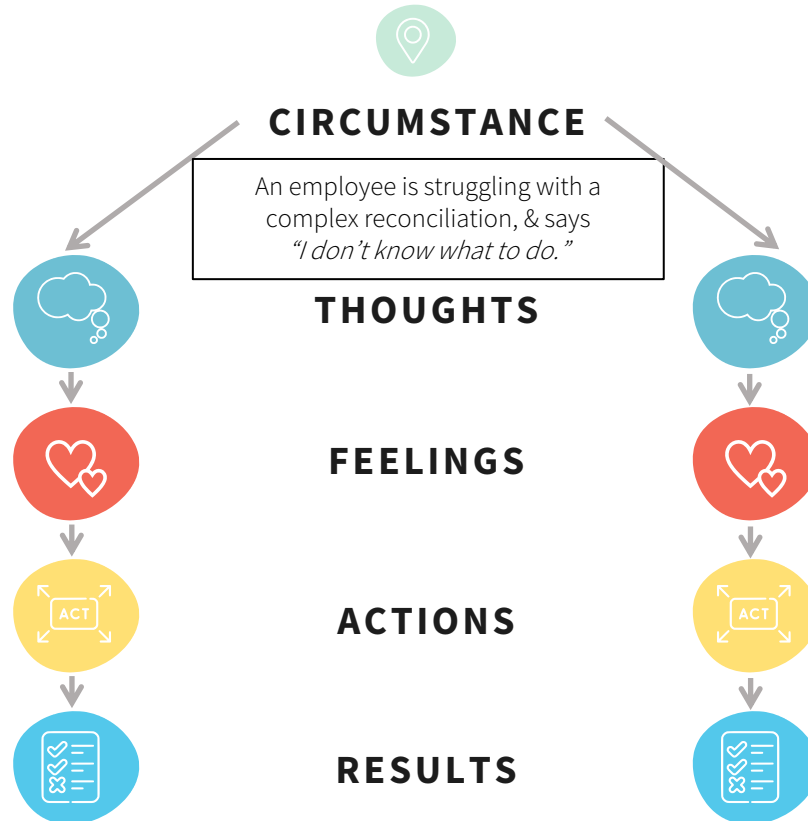 CIRCUMSTANCE
An employee is struggling with a
complex reconciliation, & says
“I don’t know what to do.”
THOUGHTS
FEELINGS
ACT
ACTIONS
ACT
RESULTS